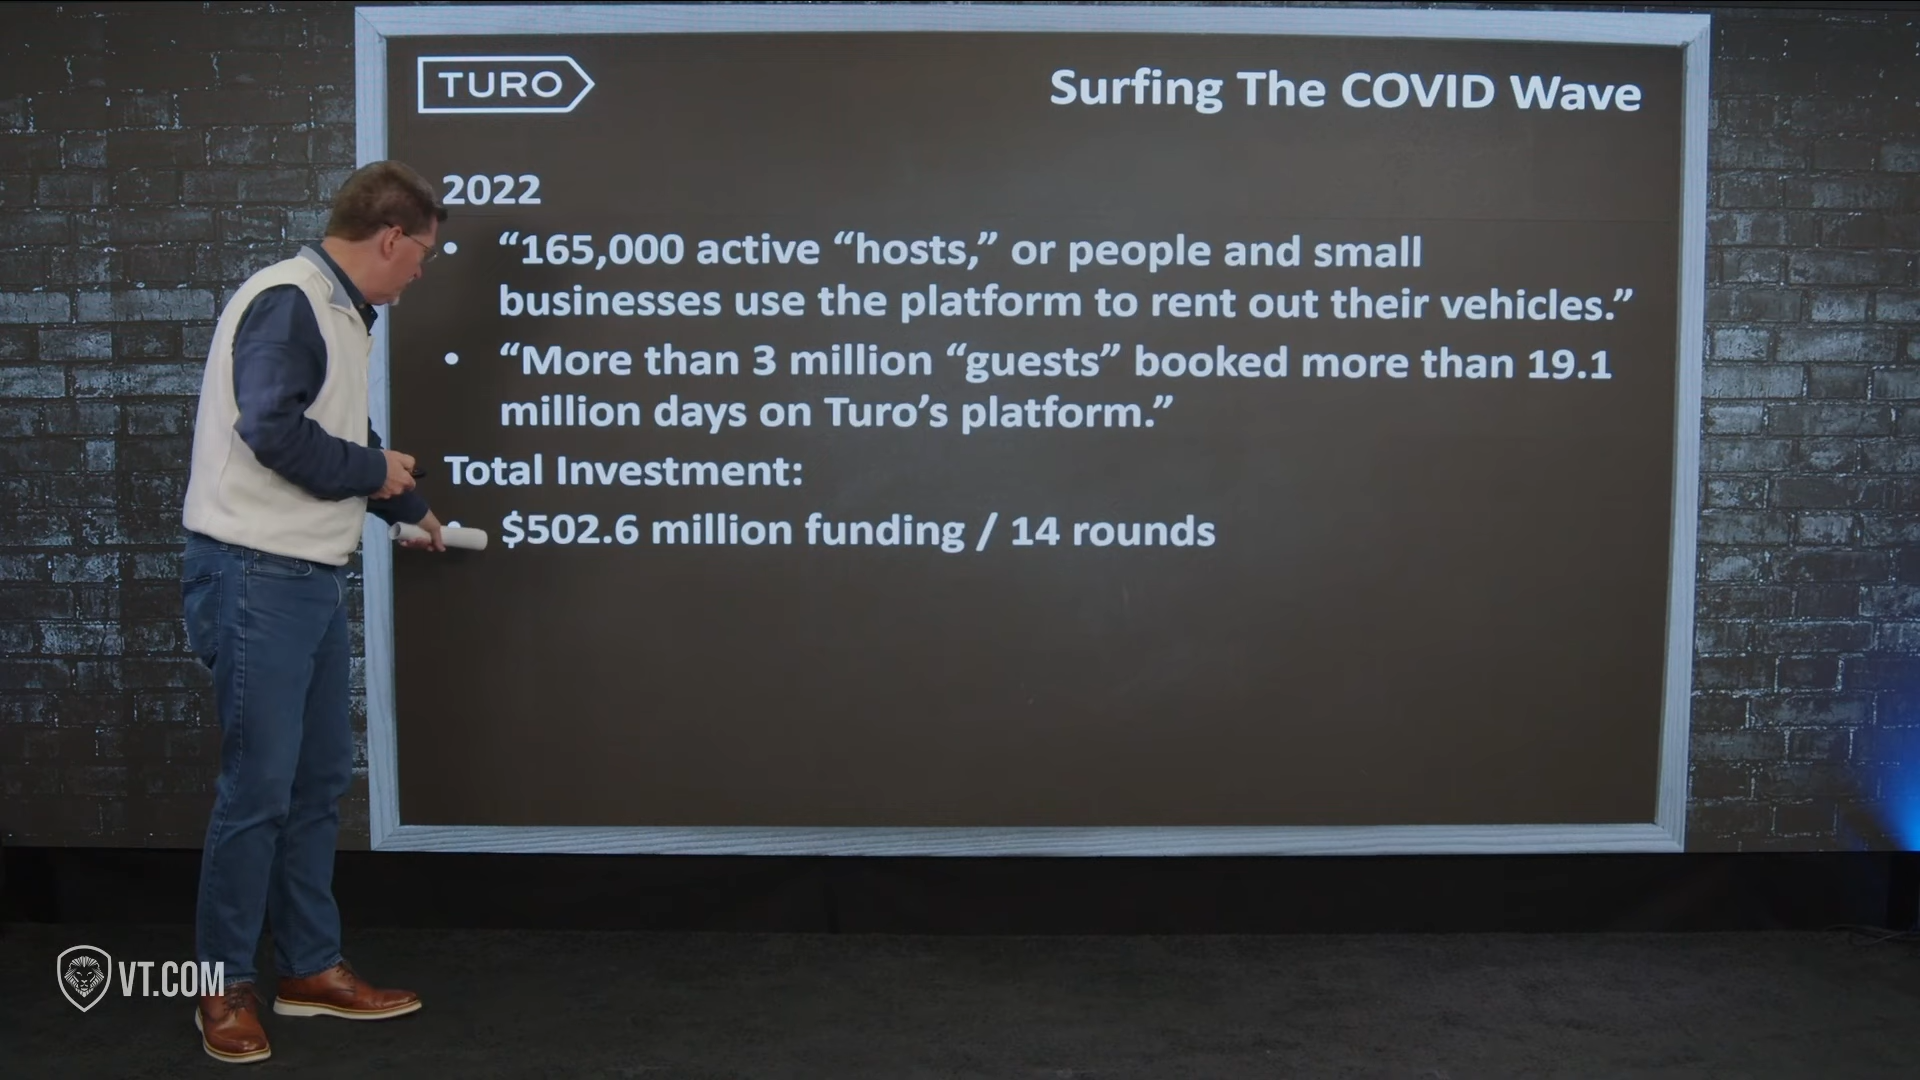 TURO
Surfing The COVID Wave
2022
• “165,000 active “hosts,” or people and small
businesses use the platform to rent out their vehicles.”
• “More than 3 million “guests” booked more than 19.1
million days on Turo’s platform.”
Total Investment:
• $502.6 million funding / 14 rounds
VT.COM